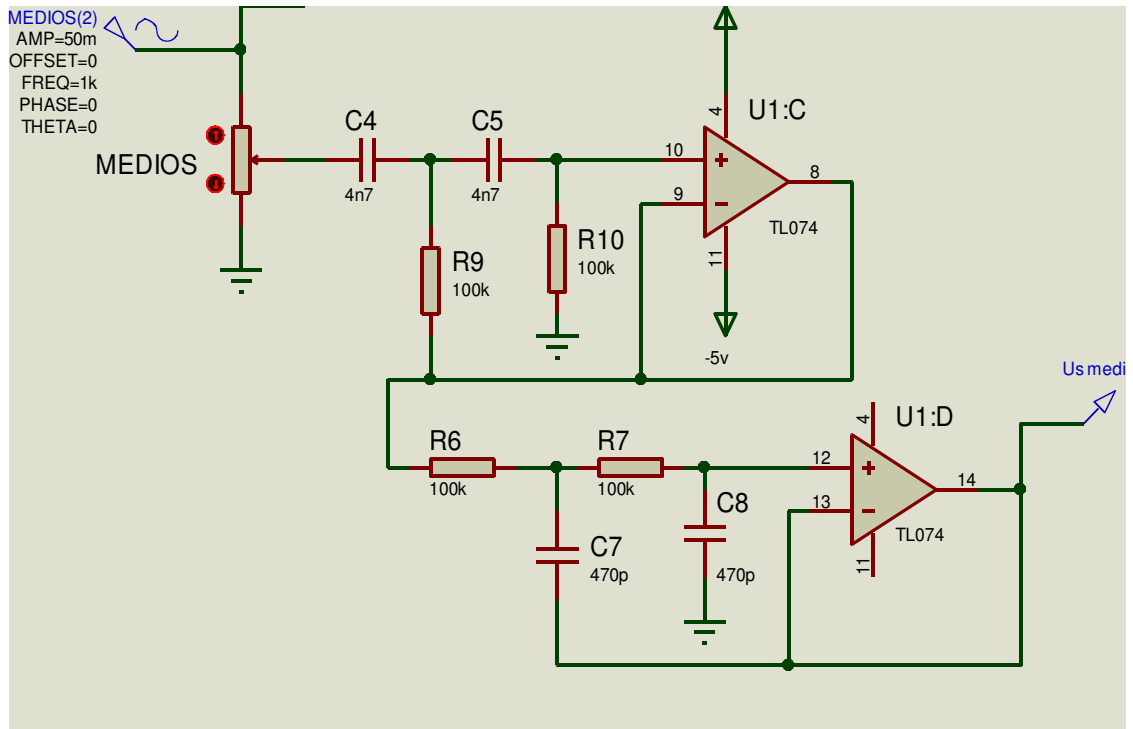 MEDIOS(2)
AMP=50m
OFFSET=0
FREQ=1k
PHASE=0
THETA=0
MEDIOS
C4
4n7
C5
4n7
R9
100k
R10
100k
U1:C
4
10
9
8
11
TL074
-5v
Us medi
R6
100k
R7
100k
C7
470p
C8
470p
U1:D
4
12
13
14
11
TL074